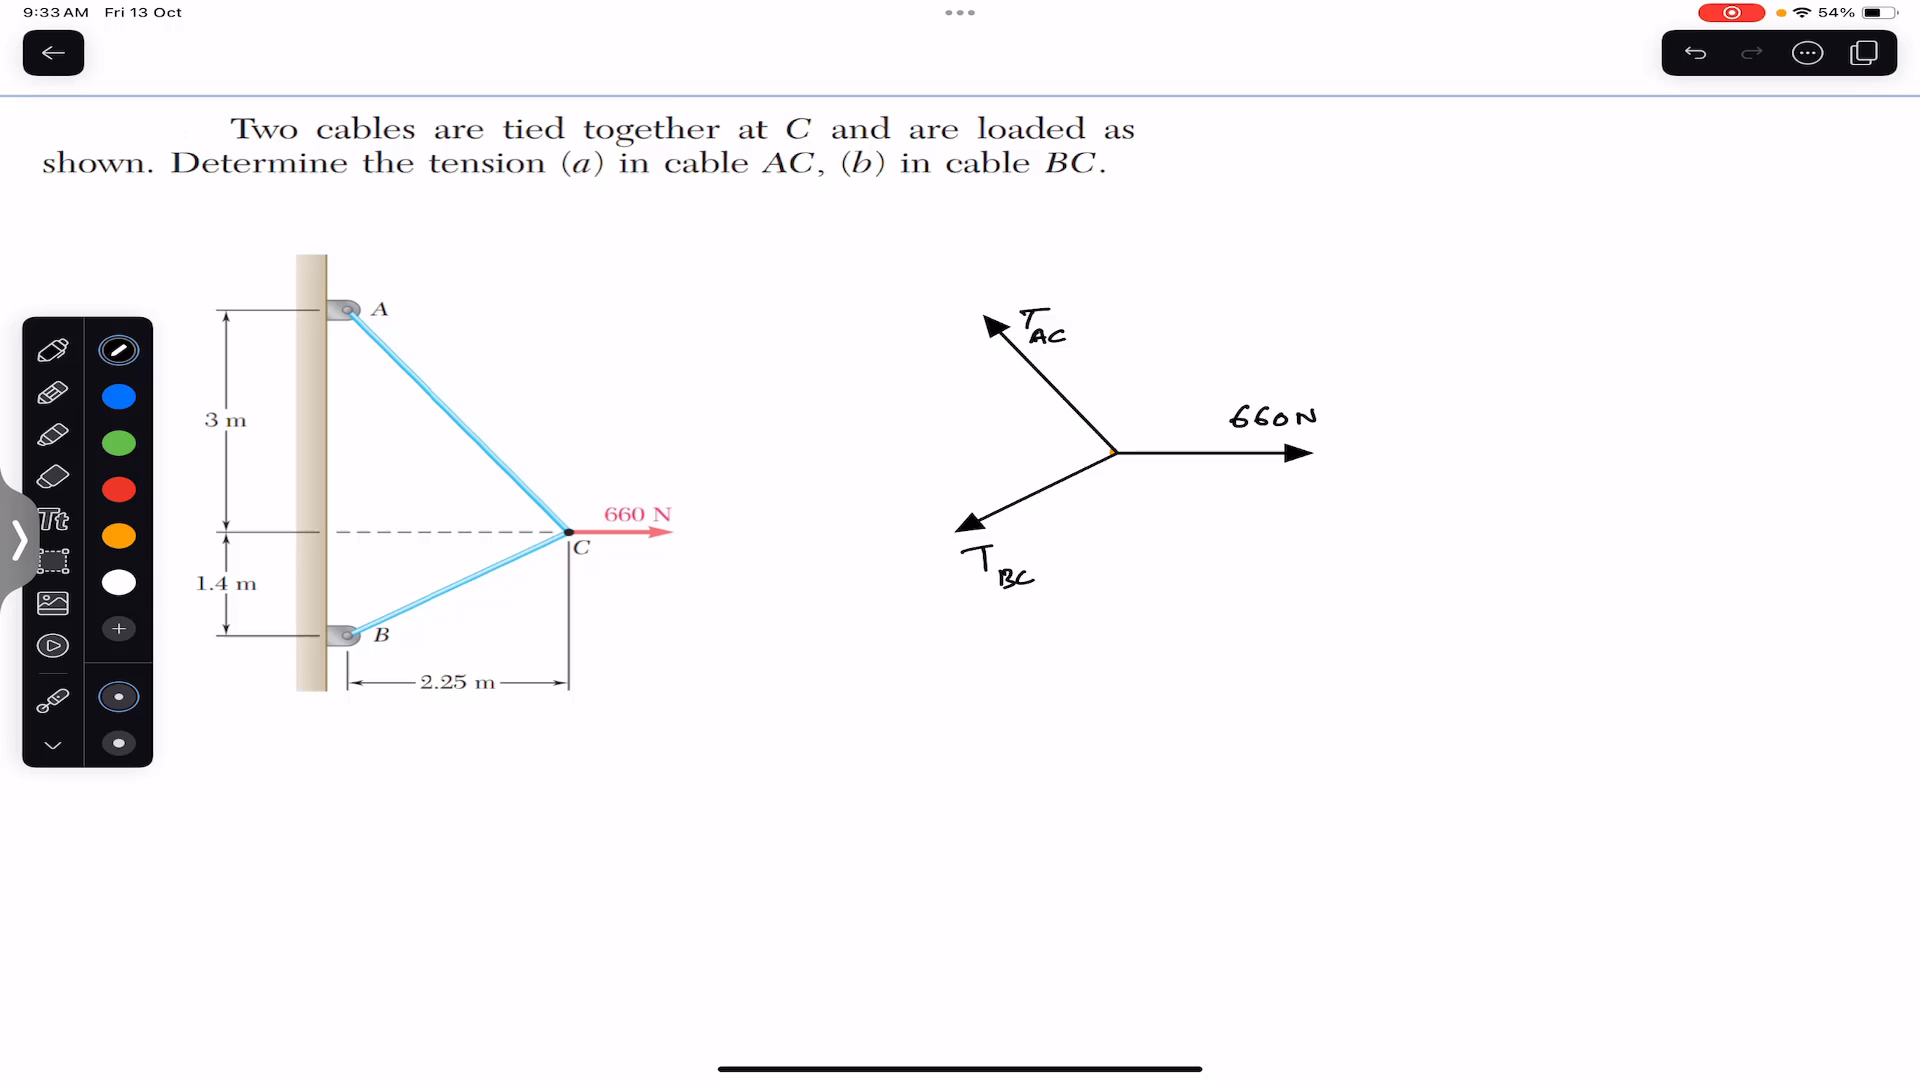 9:33 AM Fri 13 Oct
54%
Two cables are tied together at C and are loaded as
shown. Determine the tension (a) in cable AC, (b) in cable BC.
A
3 m
660 N
C
1.4 m
B
2.25 m
T AC
660N
T BC
Tt